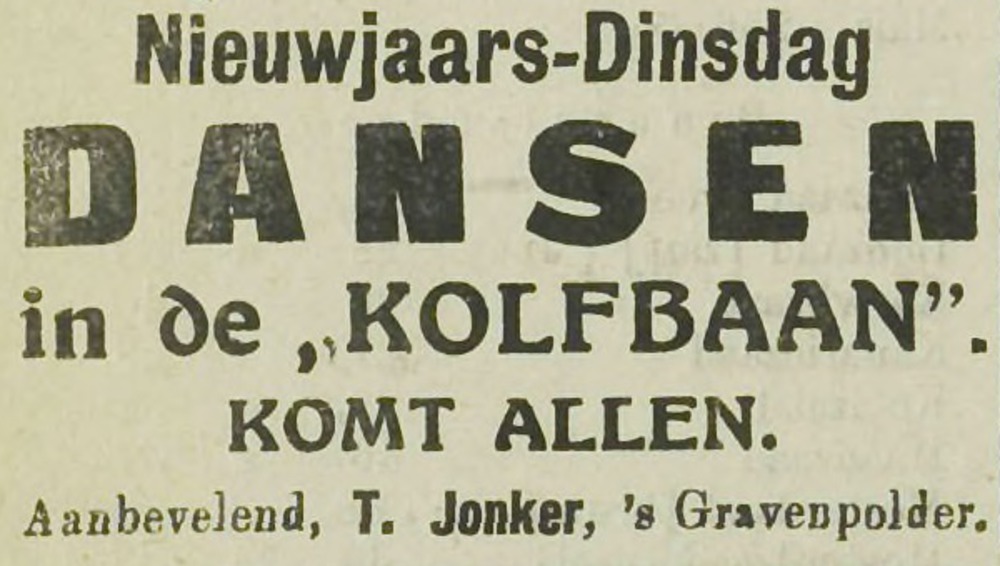 Nieuwjaars-Dinsdag
DANSEN
in de „KOLFBAAN”.
KOMT ALLEN.
Aanbevelend, T. Jonker, 's Gravenpolder.